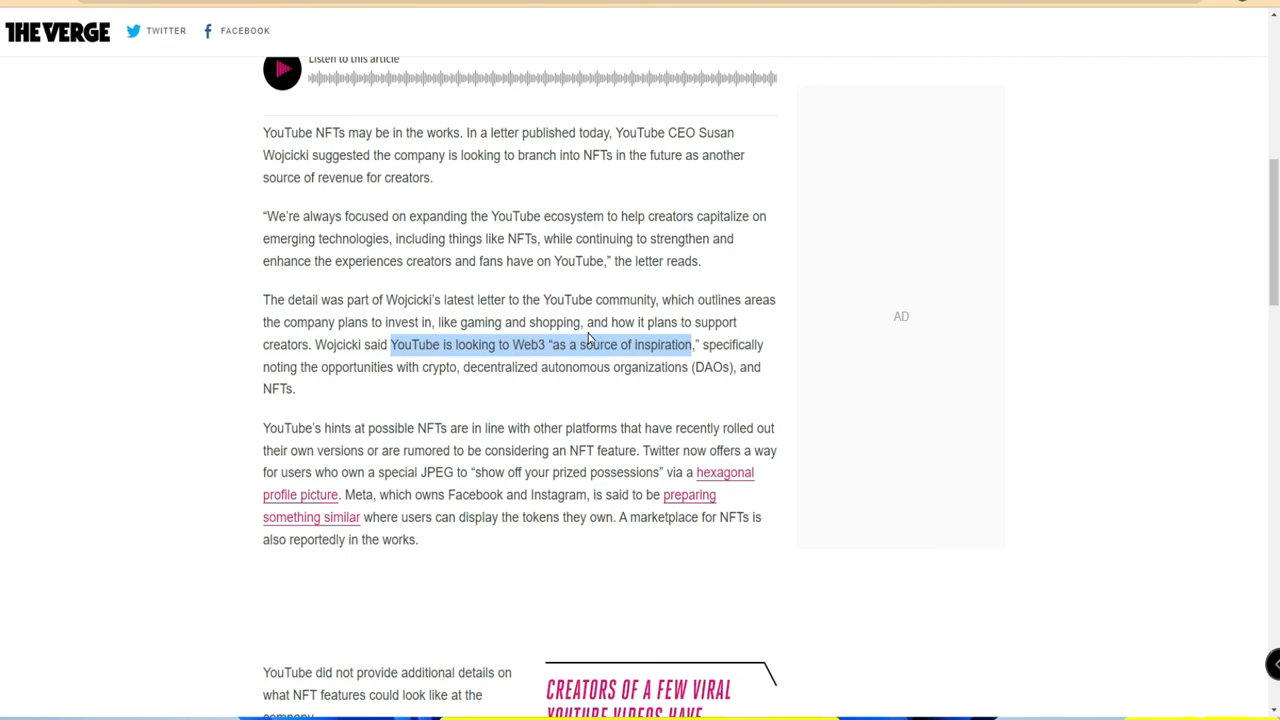 THE VERGE
TWITTER
FACEBOOK
Listen to this article
YouTube NFTs may be in the works. In a letter published today, YouTube CEO Susan
Wojcicki suggested the company is looking to branch into NFTs in the future as another
source of revenue for creators.
“We’re always focused on expanding the YouTube ecosystem to help creators capitalize on
emerging technologies, including things like NFTs, while continuing to strengthen and
enhance the experiences creators and fans have on YouTube,” the letter reads.
The detail was part of Wojcicki’s latest letter to the YouTube community, which outlines areas
the company plans to invest in, like gaming and shopping, and how it plans to support
creators. Wojcicki said YouTube is looking to Web3 “as a source of inspiration,” specifically
noting the opportunities with crypto, decentralized autonomous organizations (DAOs), and
NFTs.
YouTube’s hints at possible NFTs are in line with other platforms that have recently rolled out
their own versions or are rumored to be considering an NFT feature. Twitter now offers a way
for users who own a special JPEG to “show off your prized possessions” via a hexagonal
profile picture. Meta, which owns Facebook and Instagram, is said to be preparing
something similar where users can display the tokens they own. A marketplace for NFTs is
also reportedly in the works.
AD
YouTube did not provide additional details on
what NFT features could look like at the
company
CREATORS OF A FEW VIRAL
YOUTUBE VIDEOS HAVE